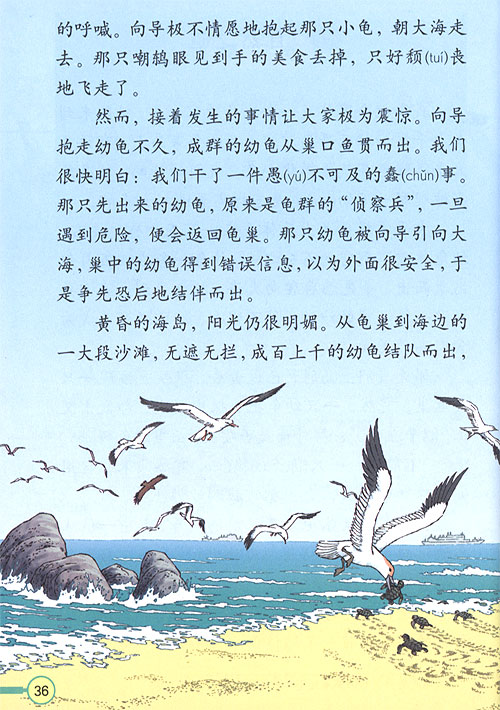 的呼喊。向导极不情愿地抱起那只小龟，朝大海走
去。那只嘲鸫眼见到手的美食丢掉，只好颓(tuí)丧
地飞走了。
然而，接着发生的事情让大家极为震惊。向导
抱走幼龟不久，成群的幼龟从巢口鱼贯而出。我们
很快明白：我们干了一件愚(yú)不可及的蠢(chǔn)事。
那只先出来的幼龟，原来是龟群的“侦察兵”，一旦
遇到危险，便会返回龟巢。那只幼龟被向导引向大
海，巢中的幼龟得到错误信息，以为外面很安全，于
是争先恐后地结伴而出。
黄昏的海岛，阳光仍很明媚。从龟巢到海边的
一大段沙滩，无遮无拦，成百上千的幼龟结队而出，
36